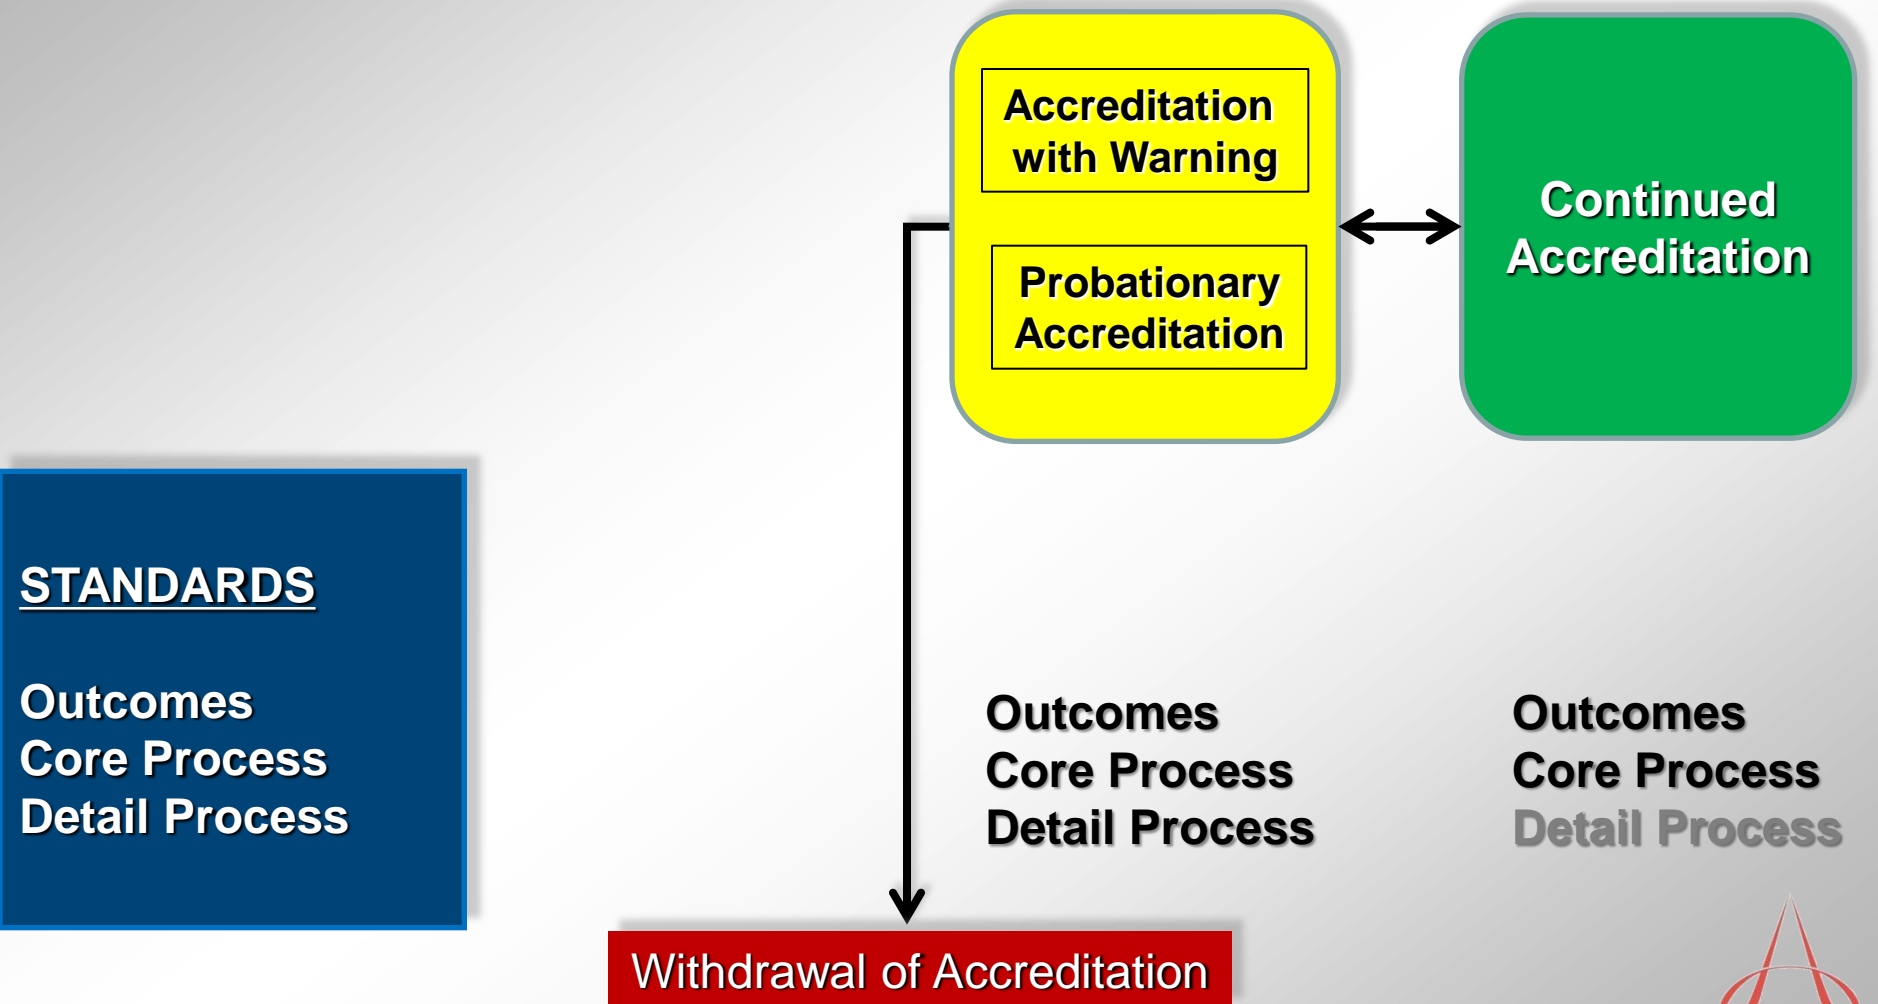 Accreditation
with Warning
Probationary
Accreditation
Continued
Accreditation
STANDARDS
Outcomes
Core Process
Detail Process
Outcomes
Core Process
Detail Process
Outcomes
Core Process
Detail Process
Withdrawal of Accreditation